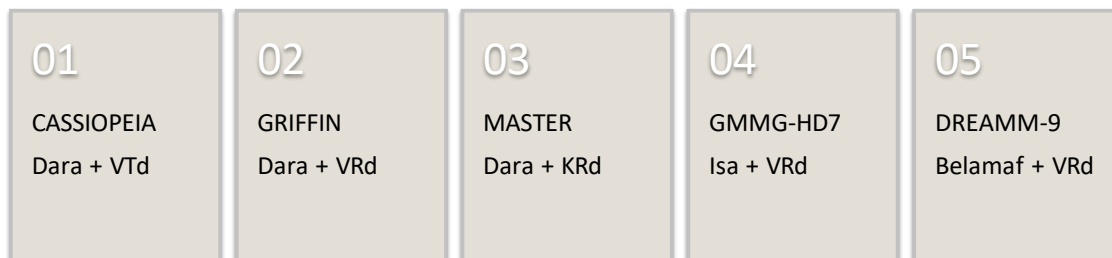 01
CASSIOPEIA
Dara + VTd
02
GRIFFIN
Dara + VRd
03
MASTER
Dara + KRd
04
GMMG-HD7
Isa + VRd
05
DREAMM-9
Belamaf + VRd